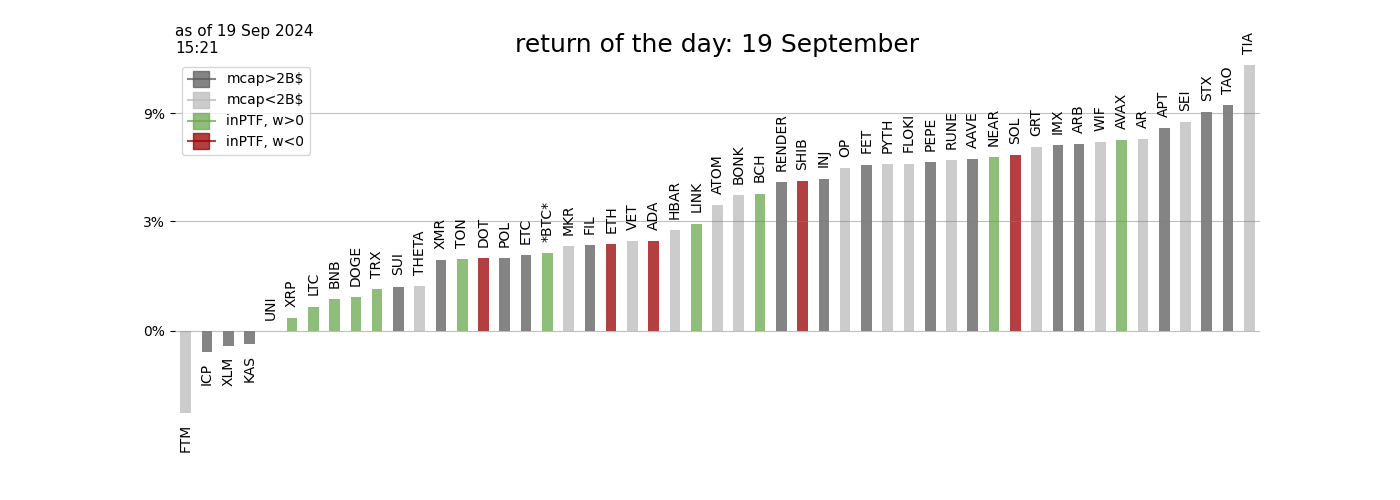 as of 19 Sep 2024
15:21
return of the day: 19 September
mcap>2B$
mcap<2B$
inPTF, w>0
inPTF, w<0
9%
3%
0%
FTM
ICP
XLM
KAS
UNI
XRP
LTC
BNB
DOGE
TRX
SUI
THETA
XMR
TON
DOT
POL
ETC
*BTC*
MKR
FIL
ETH
VET
ADA
HBAR
LINK
ATOM
BONK
BCH
RENDER
SHIB
INJ
OP
FET
PYTH
FLOKI
PEPE
RUNE
AAVE
NEAR
SOL
GRT
IMX
ARB
WIF
AVAX
AR
APT
SEI
STX
TAO
TIA